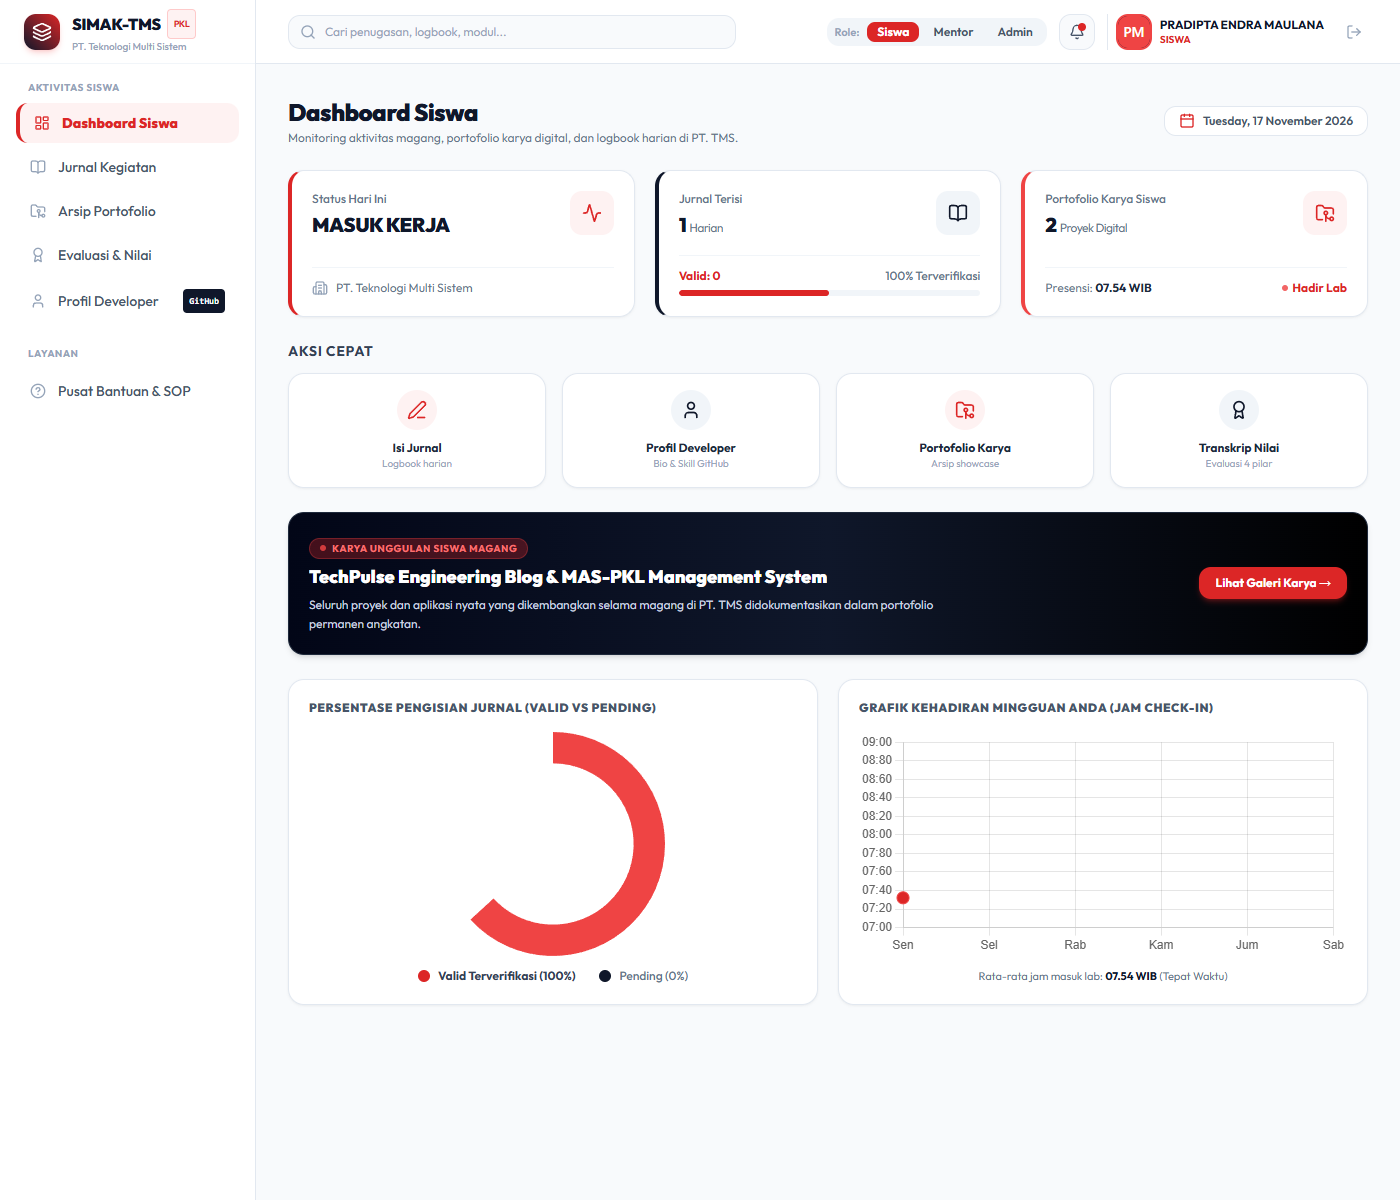 SIMAK-TMS PKL
PT. Teknologi Multi Sistem
Cari penugasan, logbook, modul...
Role: Siswa Mentor Admin
PM
PRADIPTA ENDRA MAULANA
SISWA
AKTIVITAS SISWA
Dashboard Siswa
Jurnal Kegiatan
Arsip Portofolio
Evaluasi & Nilai
Profil Developer GitHub
LAYANAN
Pusat Bantuan & SOP
Dashboard Siswa
Monitoring aktivitas magang, portofolio karya digital, dan logbook harian di PT. TMS.
Tuesday, 17 November 2026
Status Hari Ini
MASUK KERJA
PT. Teknologi Multi Sistem
Jurnal Terisi
1 Harian
Valid: 0 100% Terverifikasi
Portofolio Karya Siswa
2 Proyek Digital
Presensi: 07.54 WIB Hadir Lab
AKSI CEPAT
Isi Jurnal
Logbook harian
Profil Developer
Bio & Skill GitHub
Portofolio Karya
Arsip showcase
Transkrip Nilai
Evaluasi 4 pilar
KARYA UNGGULAN SISWA MAGANG
TechPulse Engineering Blog & MAS-PKL Management System
Seluruh proyek dan aplikasi nyata yang dikembangkan selama magang di PT. TMS didokumentasikan dalam portofolio
permanen angkatan.
Lihat Galeri Karya →
PERSENTASE PENGISIAN JURNAL (VALID VS PENDING)
Valid Terverifikasi (100%) Pending (0%)
GRAFIK KEHADIRAN MINGGUAN ANDA (JAM CHECK-IN)
09:00
08:80
08:60
08:40
08:20
08:00
07:80
07:60
07:40
07:20
07:00
Sen Sel Rab Kam Jum Sab
Rata-rata jam masuk lab: 07.54 WIB (Tepat Waktu)